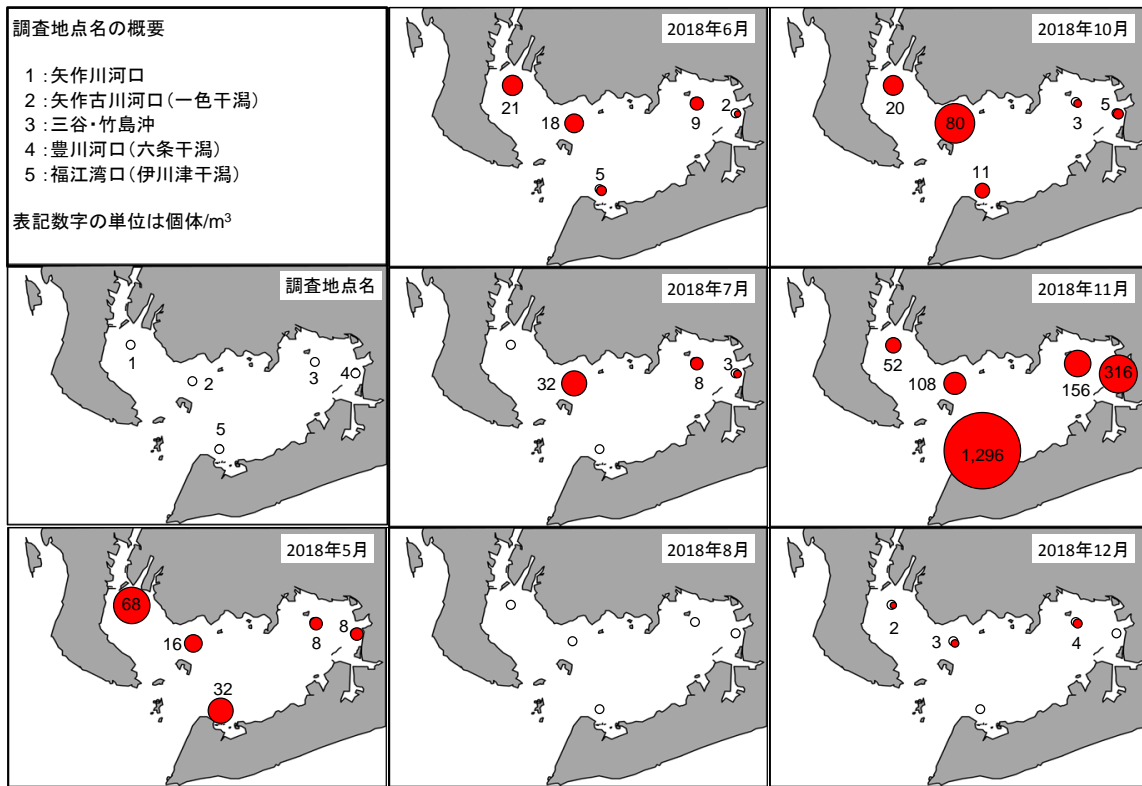 調査地点名の概要
1:矢作川河口
2:矢作古川河口(一色干潟)
3:三谷・竹島沖
4:豊川河口(六条干潟)
5:福江湾口(伊川津干潟)
表記数字の単位は個体/m³
2018年6月
21
18
9
2
5
2018年10月
20
80
3
5
11
調査地点名
1
2
3
4
5
2018年7月
32
8
3
2018年11月
52
108
156
316
1,296
2018年5月
68
16
8
8
32
2018年8月
2018年12月
2
3
4